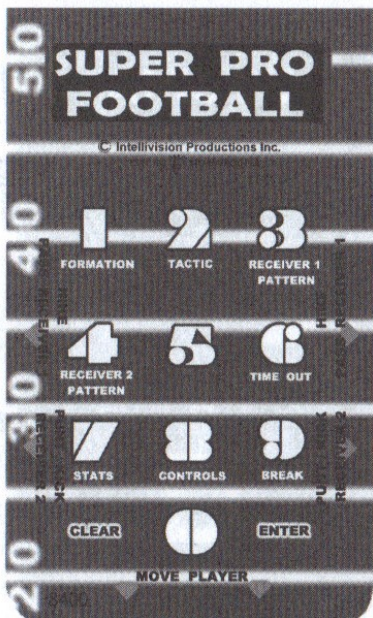 50
SUPER PRO
FOOTBALL
© Intellivision Productions Inc.
40
1 2 3
FORMATION TACTIC RECEIVER 1
PATTERN
4 5 6
RECEIVER 2
PATTERN
TIME OUT
30
7 8 9
STATS CONTROLS BREAK
CLEAR 0 ENTER
20
MOVE PLAYER